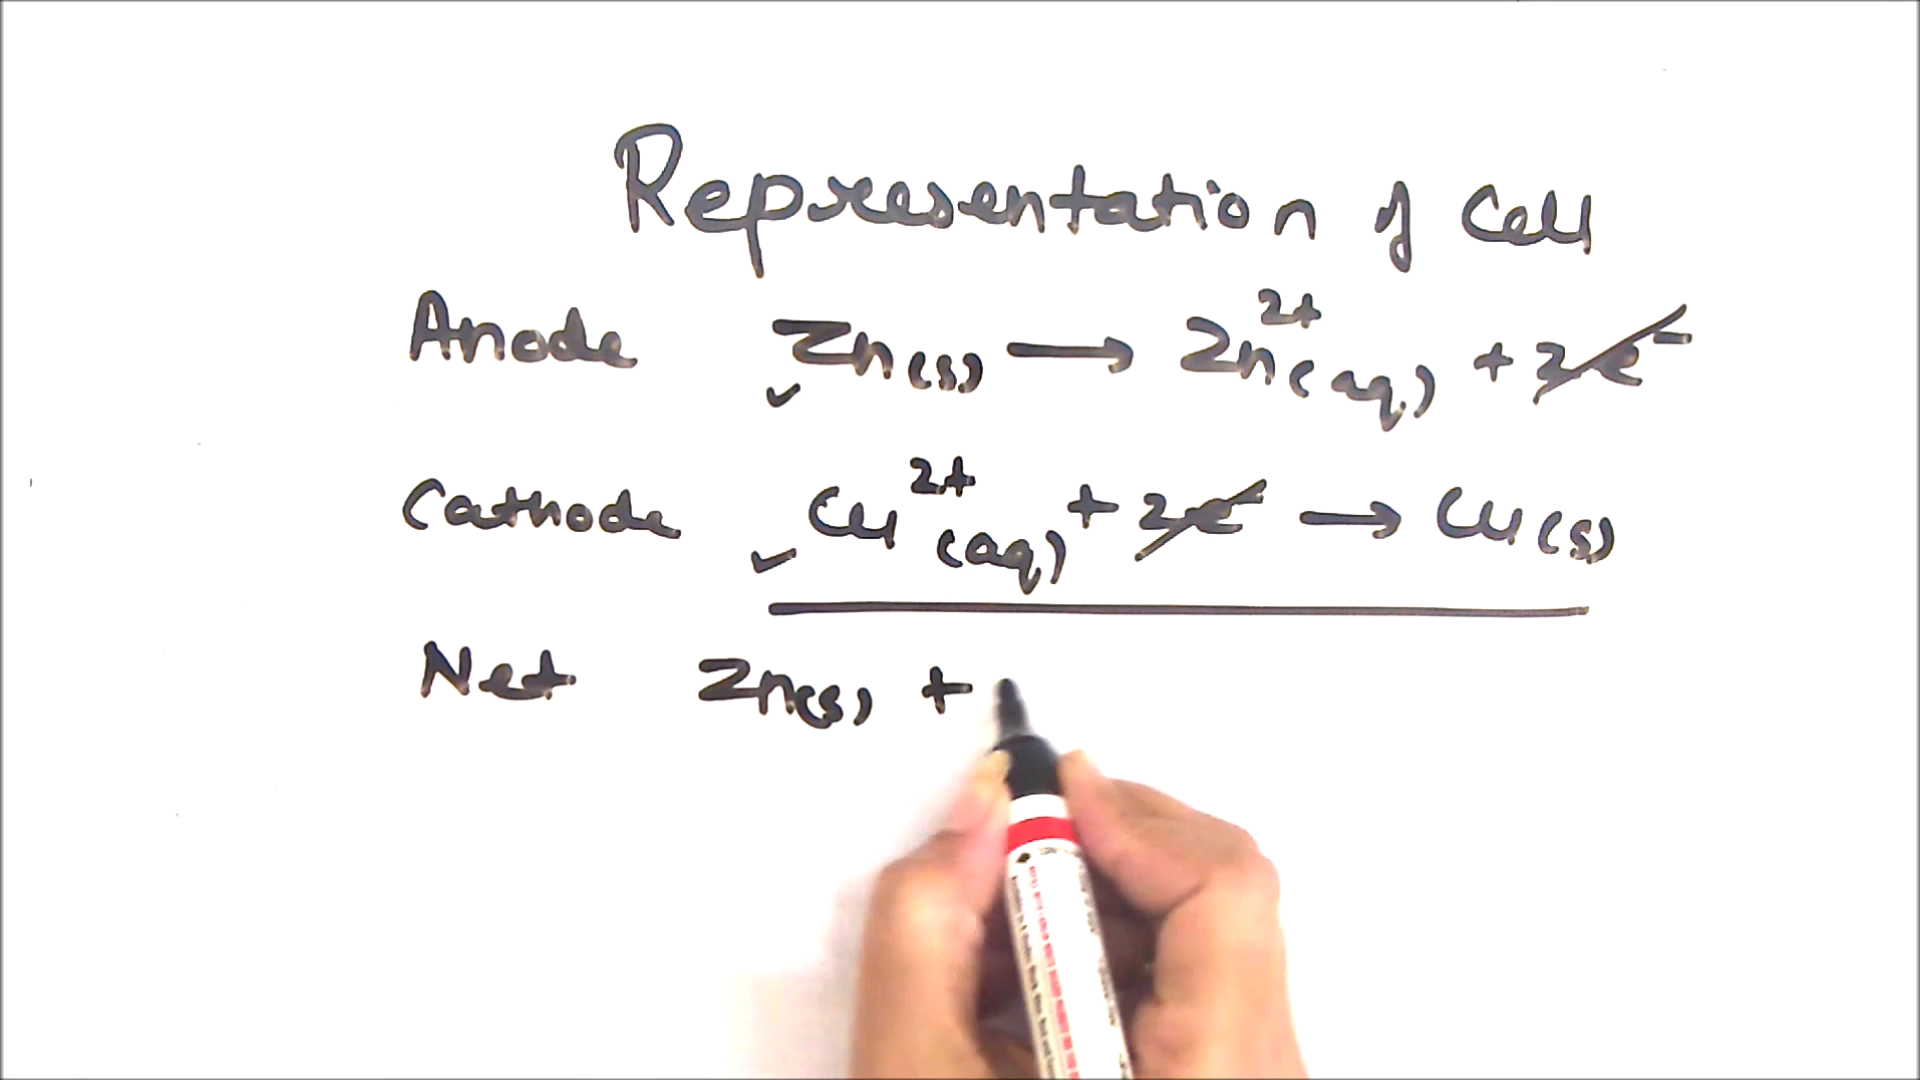 Representation of Cell
Anode Zn(s) → Zn²⁺(aq) + 2e⁻
Cathode Cu²⁺(aq) + 2e⁻ → Cu(s)
Net Zn(s) +